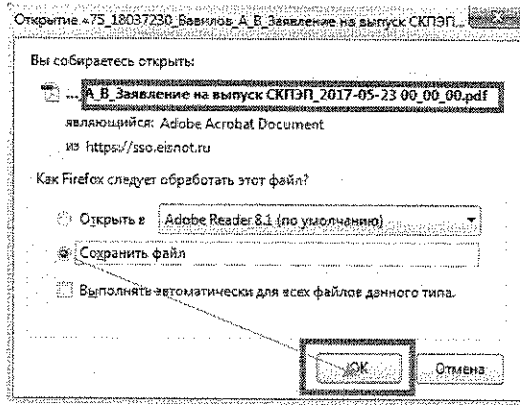 Открытие «75_18037230_Вавилов_А_В_Заявление на выпуск СКПЭП_...
Вы собираетесь открыть:
..._А_В_Заявление на выпуск СКПЭП_2017-05-23 00_00_00.pdf
являющийся: Adobe Acrobat Document
из https://sso.eisnot.ru
Как Firefox следует обработать этот файл?
Открыть в Adobe Reader 8.1 (по умолчанию)
Сохранить файл
Выполнять автоматически для всех файлов данного типа.
OK Отмена